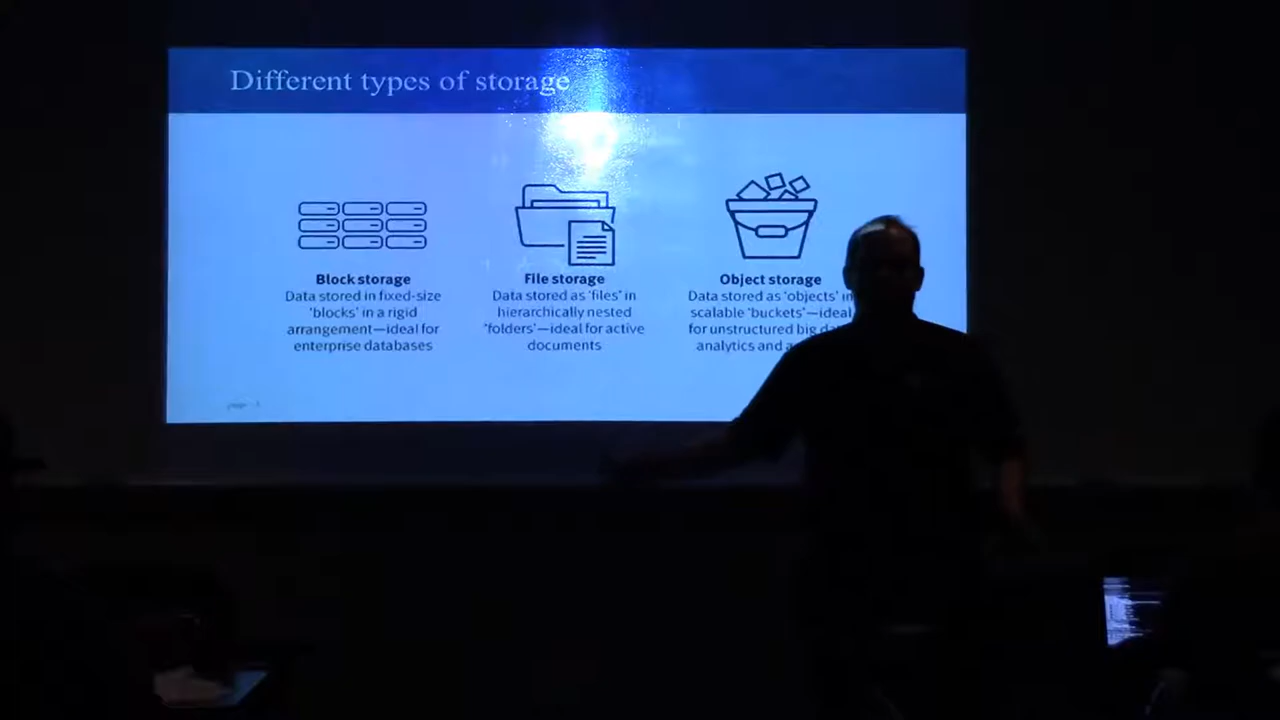 Different types of storage
Block storage
Data stored in fixed-size
'blocks' in a rigid
arrangement—ideal for
enterprise databases
File storage
Data stored as 'files' in
hierarchically nested
'folders'—ideal for active
documents
Object storage
Data stored as 'objects' in
scalable 'buckets'—ideal
for unstructured big
analytics and